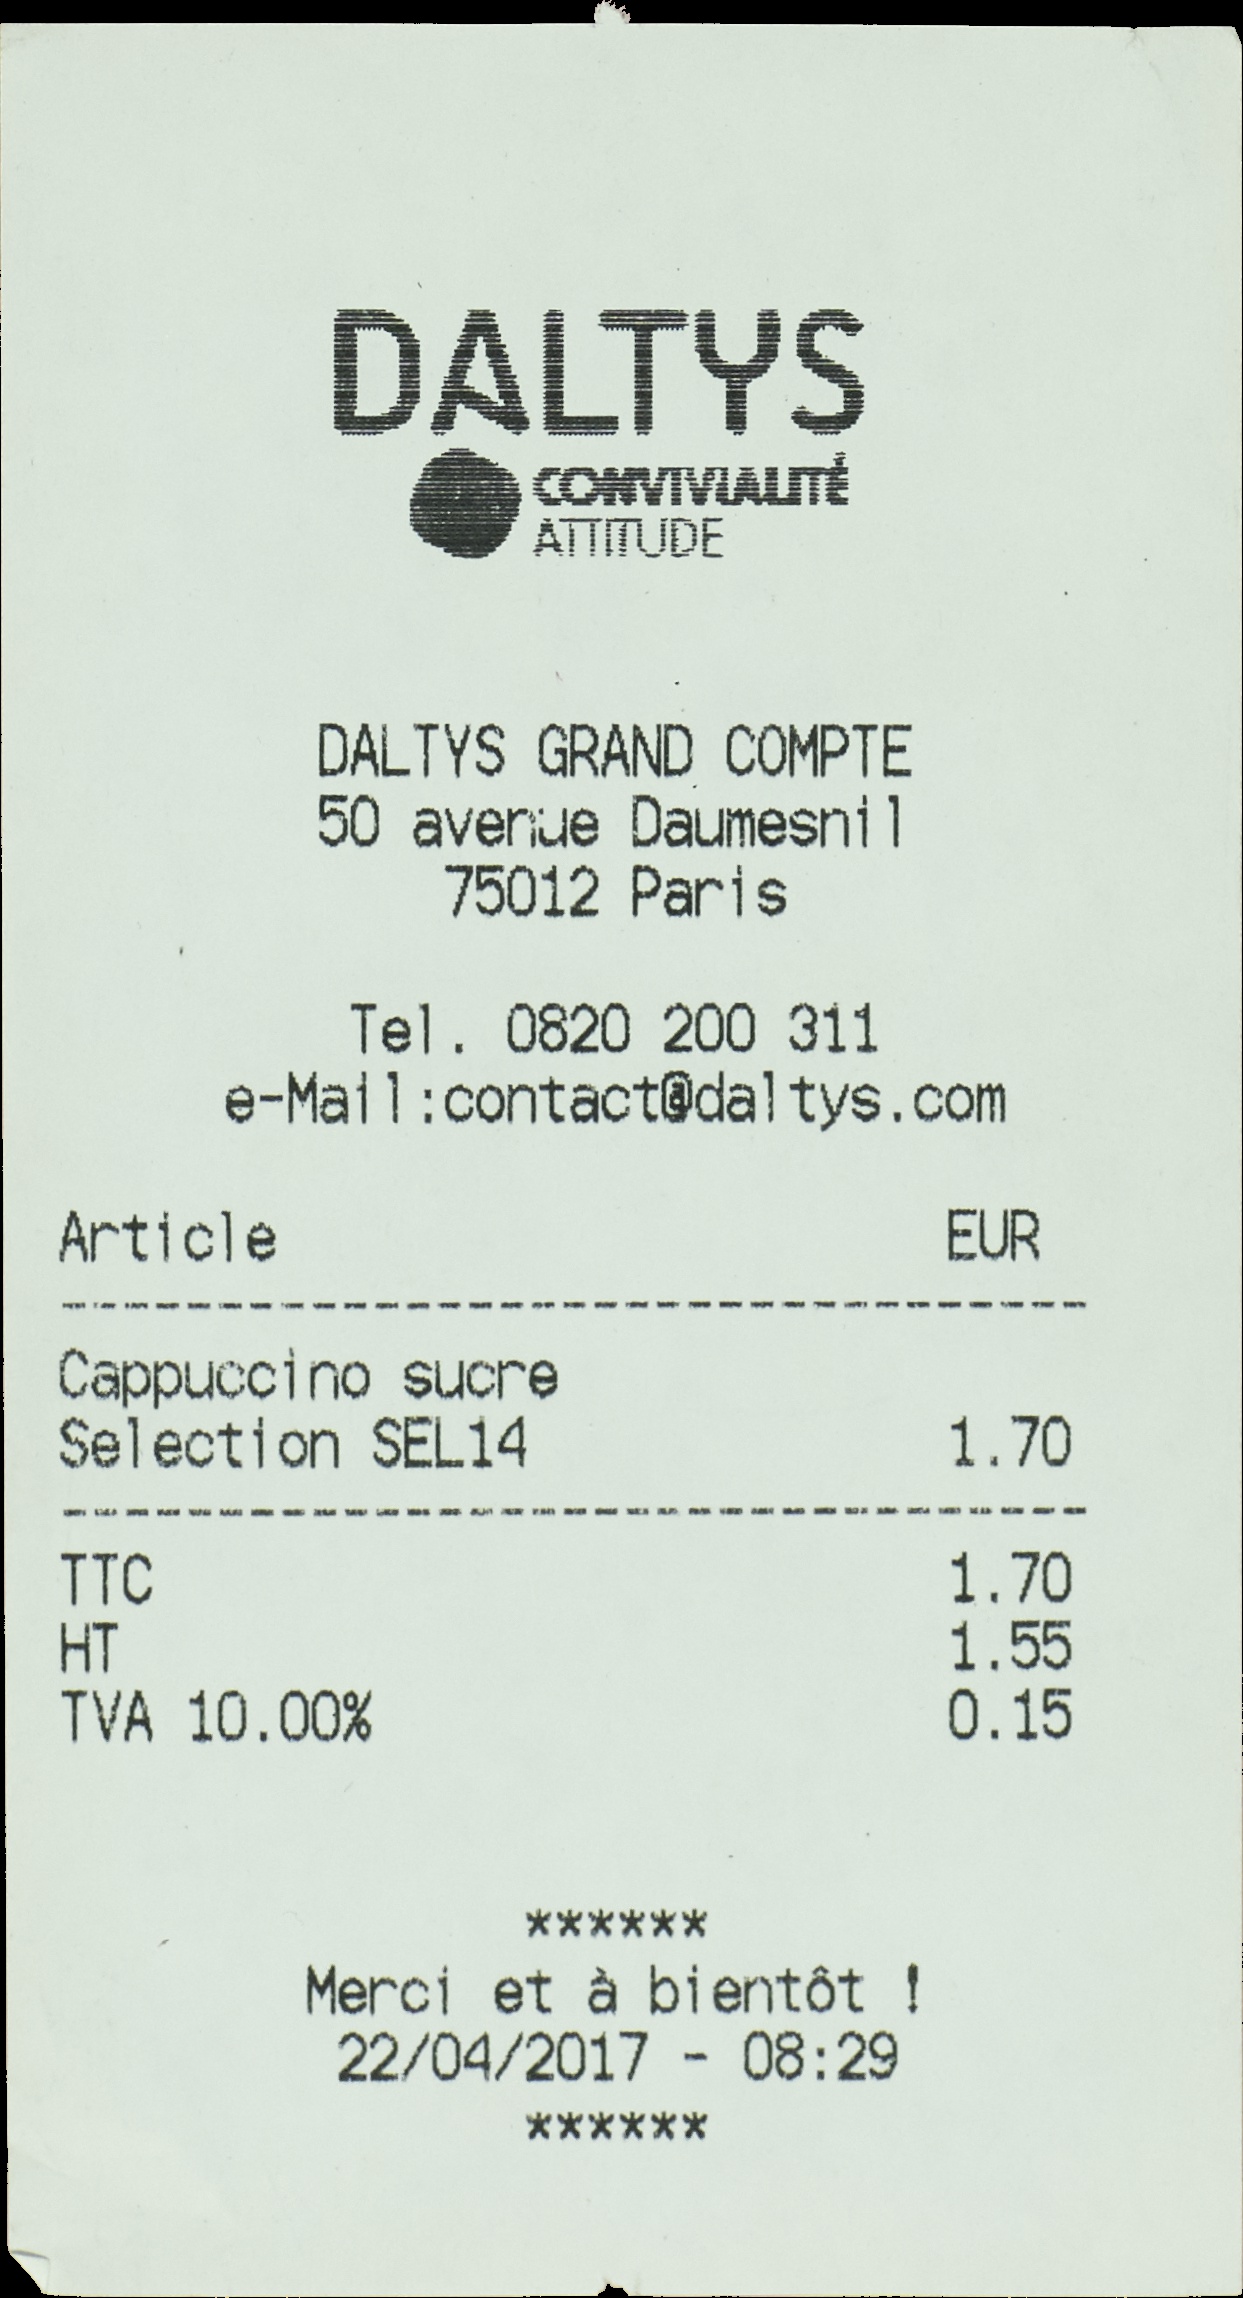 DALTYS
CONVIVIALITÉ
ATTITUDE
DALTYS GRAND COMPTE
50 avenue Daumesnil
75012 Paris
Tel. 0820 200 311
e-Mail:contact@daltys.com
Article EUR
---------------------------------
Cappuccino sucre
Selection SEL14 1.70
---------------------------------
TTC 1.70
HT 1.55
TVA 10.00% 0.15
******
Merci et à bientôt !
22/04/2017 - 08:29
******